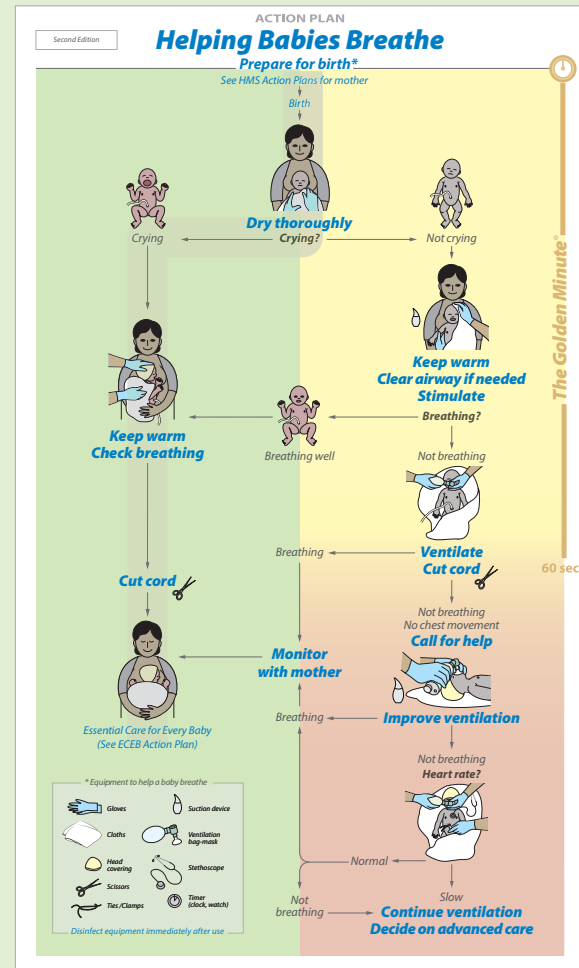 ACTION PLAN
Second Edition
Helping Babies Breathe
Prepare for birth*
See HMS Action Plans for mother
Birth
Dry thoroughly
Crying
Crying?
Not crying
The Golden Minute®
Keep warm
Clear airway if needed
Stimulate
Breathing?
Keep warm
Check breathing
Breathing well
Not breathing
Breathing
Ventilate
Cut cord
60 sec
Cut cord
Not breathing
No chest movement
Call for help
Monitor
with mother
Breathing
Improve ventilation
Essential Care for Every Baby
(See ECEB Action Plan)
Not breathing
Heart rate?
Normal
Slow
Not
breathing
Continue ventilation
Decide on advanced care
* Equipment to help a baby breathe
Gloves
Suction device
Cloths
Ventilation
bag-mask
Head
covering
Stethoscope
Scissors
Ties /Clamps
Timer
(clock, watch)
Disinfect equipment immediately after use